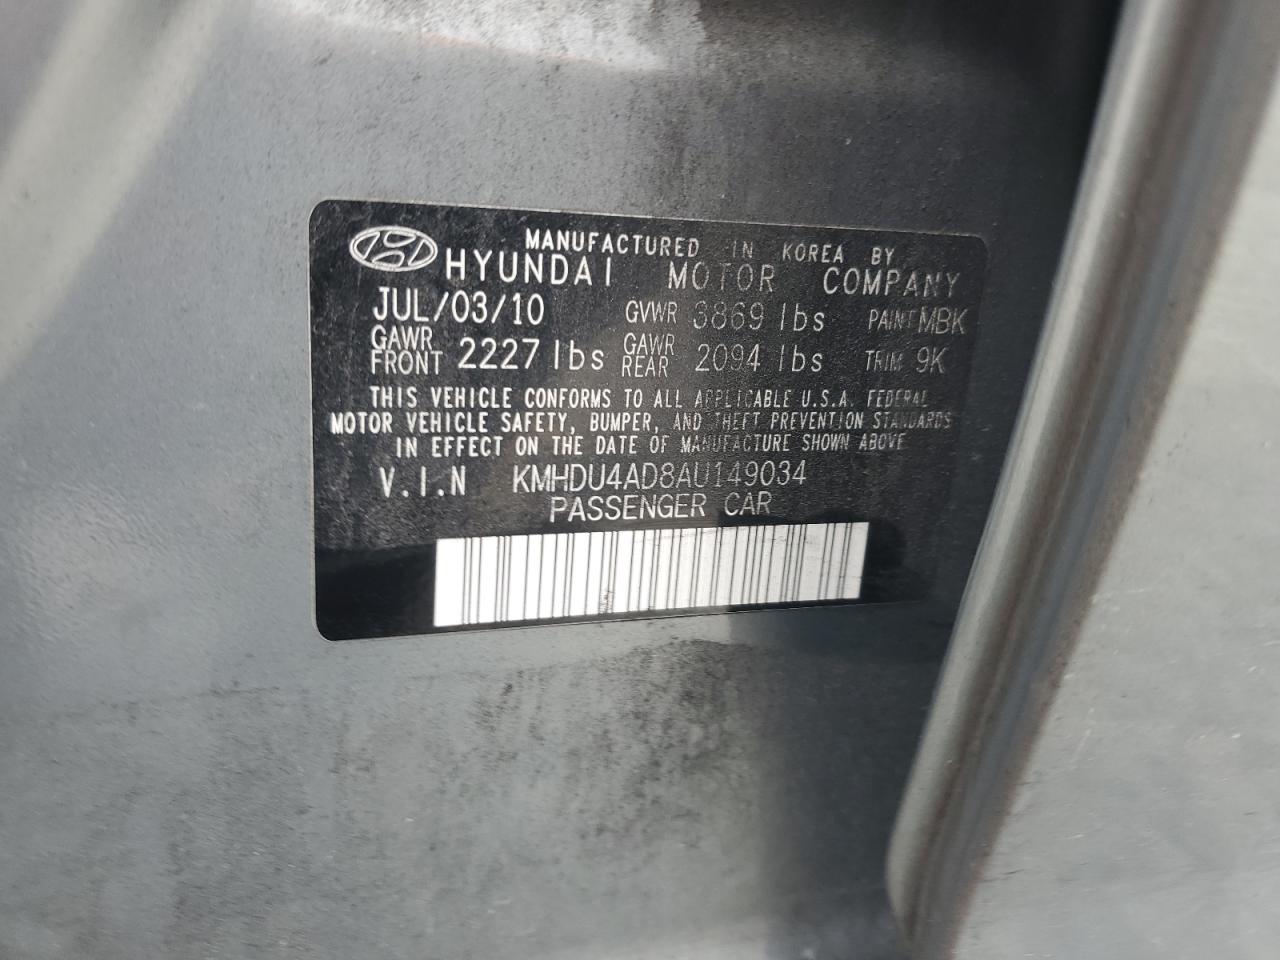 MANUFACTURED IN KOREA BY
HYUNDAI MOTOR COMPANY
JUL/03/10 GVWR 3869 lbs PAINT MBK
GAWR FRONT 2227 lbs GAWR REAR 2094 lbs TRIM 9K
THIS VEHICLE CONFORMS TO ALL APPLICABLE U.S.A. FEDERAL
MOTOR VEHICLE SAFETY, BUMPER, AND THEFT PREVENTION STANDARDS
IN EFFECT ON THE DATE OF MANUFACTURE SHOWN ABOVE
V.I.N KMHDU4AD8AU149034
PASSENGER CAR